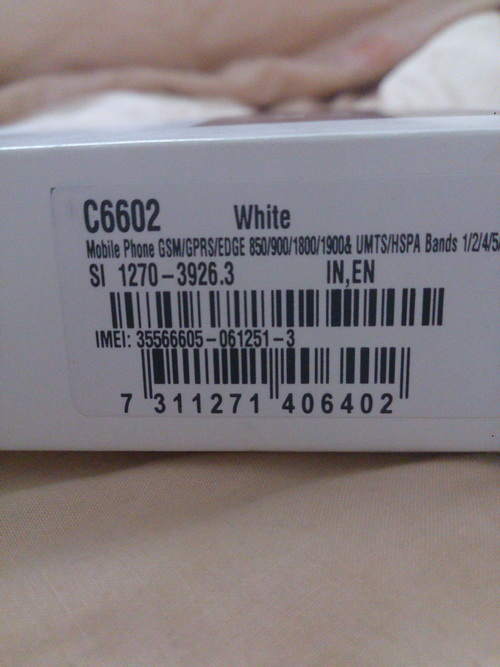 C6602 White
Mobile Phone GSM/GPRS/EDGE 850/900/1800/1900& UMTS/HSPA Bands 1/2/4/5/
SI 1270-3926.3 IN,EN
IMEI: 35566605-061251-3
7 311271 406402